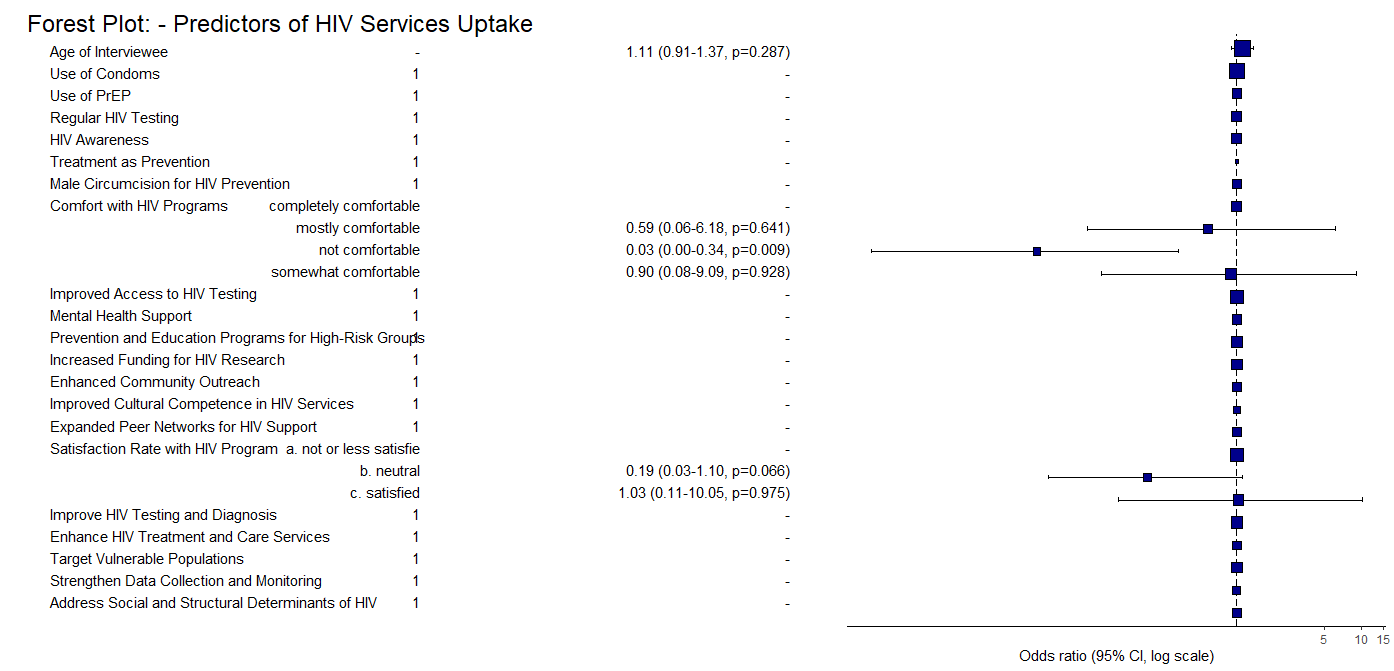 Forest Plot: - Predictors of HIV Services Uptake
Age of Interviewee - 1.11 (0.91-1.37, p=0.287)
Use of Condoms 1 -
Use of PrEP 1 -
Regular HIV Testing 1 -
HIV Awareness 1 -
Treatment as Prevention 1 -
Male Circumcision for HIV Prevention 1 -
Comfort with HIV Programs completely comfortable -
mostly comfortable 0.59 (0.06-6.18, p=0.641)
not comfortable 0.03 (0.00-0.34, p=0.009)
somewhat comfortable 0.90 (0.08-9.09, p=0.928)
Improved Access to HIV Testing 1 -
Mental Health Support 1 -
Prevention and Education Programs for High-Risk Groups 1 -
Increased Funding for HIV Research 1 -
Enhanced Community Outreach 1 -
Improved Cultural Competence in HIV Services 1 -
Expanded Peer Networks for HIV Support 1 -
Satisfaction Rate with HIV Program a. not or less satisfie -
b. neutral 0.19 (0.03-1.10, p=0.066)
c. satisfied 1.03 (0.11-10.05, p=0.975)
Improve HIV Testing and Diagnosis 1 -
Enhance HIV Treatment and Care Services 1 -
Target Vulnerable Populations 1 -
Strengthen Data Collection and Monitoring 1 -
Address Social and Structural Determinants of HIV 1 -
5 10 15
Odds ratio (95% CI, log scale)